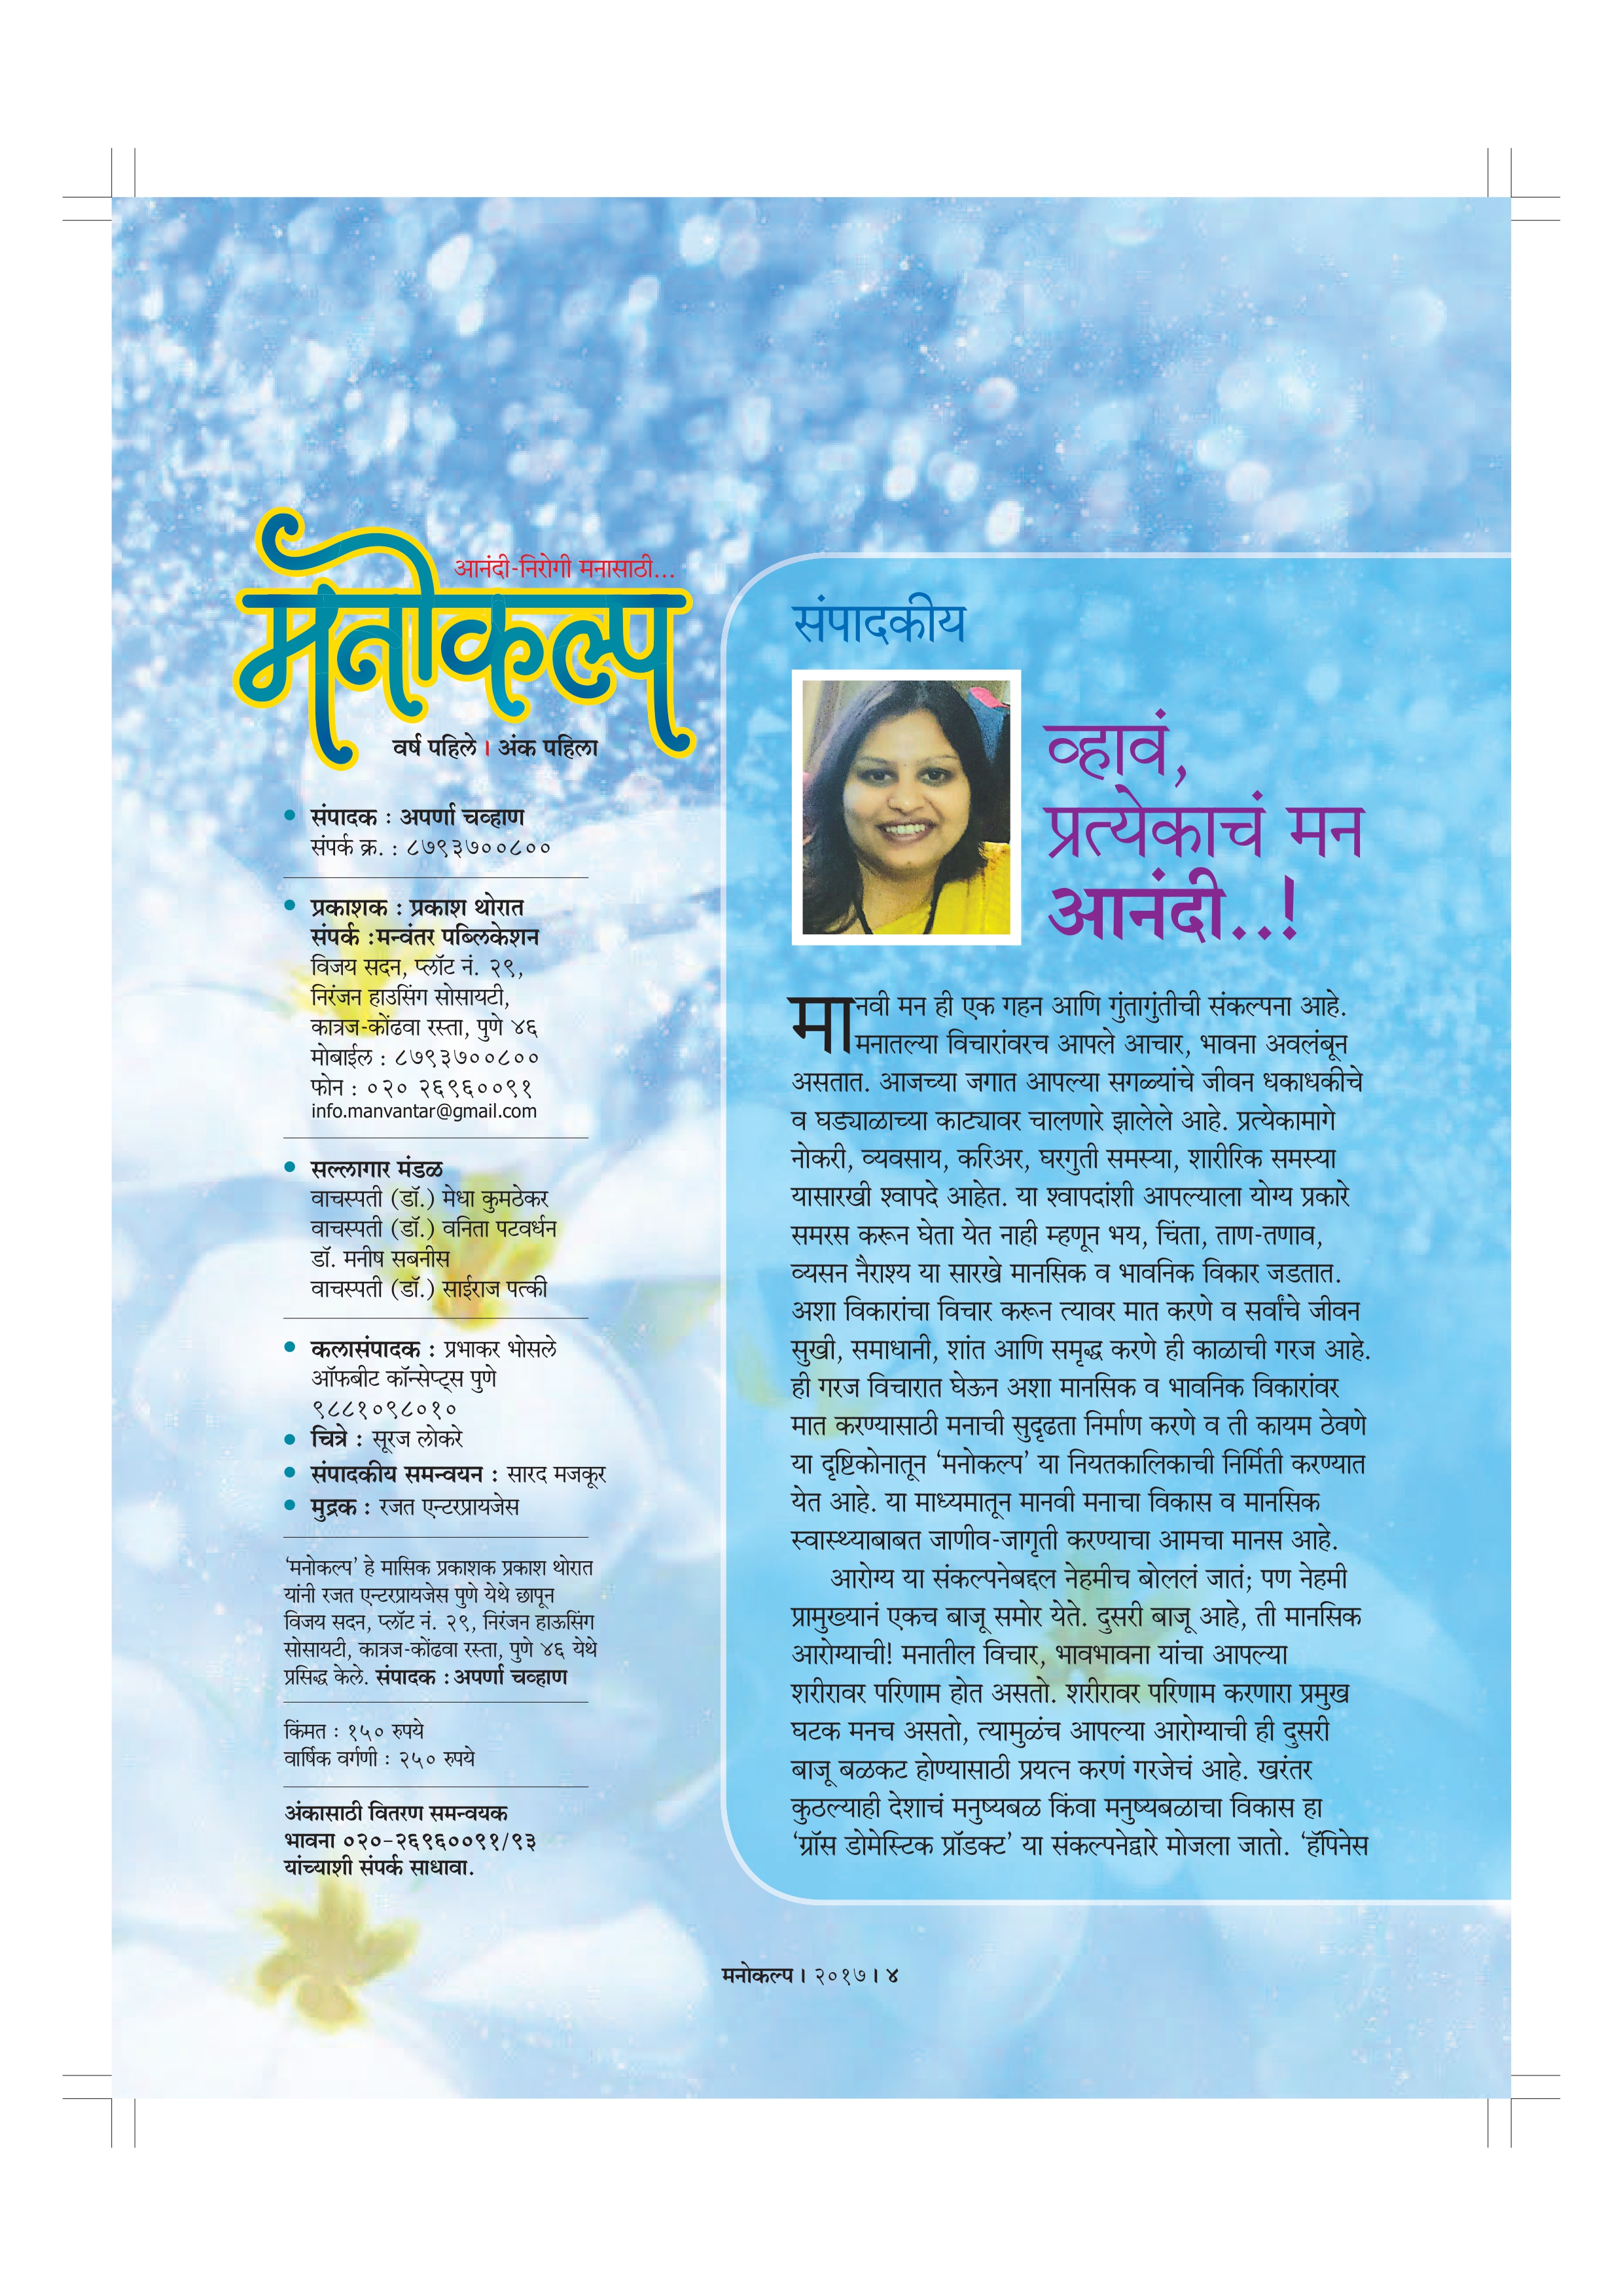 आनंदी-निरोगी मनासाठी...
मनोकल्प
वर्ष पहिले । अंक पहिला
• संपादक : अपर्णा चव्हाण
संपर्क क्र. : ८७९३७००८००
• प्रकाशक : प्रकाश थोरात
संपर्क :मन्वंतर पब्लिकेशन
विजय सदन, प्लॉट नं. २९,
निरंजन हाउसिंग सोसायटी,
कात्रज-कोंढवा रस्ता, पुणे ४६
मोबाईल : ८७९३७००८००
फोन : ०२० २६९६००९१
info.manvantar@gmail.com
• सल्लागार मंडळ
वाचस्पती (डॉ.) मेधा कुमठेकर
वाचस्पती (डॉ.) वनिता पटवर्धन
डॉ. मनीष सबनीस
वाचस्पती (डॉ.) साईराज पत्की
• कलासंपादक : प्रभाकर भोसले
ऑफबीट कॉन्सेप्ट्स पुणे
९८८१०९८०१०
• चित्रे : सूरज लोकरे
• संपादकीय समन्वयन : सारद मजकूर
• मुद्रक : रजत एन्टरप्रायजेस
‘मनोकल्प’ हे मासिक प्रकाशक प्रकाश थोरात
यांनी रजत एन्टरप्रायजेस पुणे येथे छापून
विजय सदन, प्लॉट नं. २९, निरंजन हाऊसिंग
सोसायटी, कात्रज-कोंढवा रस्ता, पुणे ४६ येथे
प्रसिद्ध केले. संपादक : अपर्णा चव्हाण
किंमत : १५० रुपये
वार्षिक वर्गणी : २५० रुपये
अंकासाठी वितरण समन्वयक
भावना ०२०-२६९६००९१/९३
यांच्याशी संपर्क साधावा.
संपादकीय
व्हावं,
प्रत्येकाचं मन
आनंदी..!
मानवी मन ही एक गहन आणि गुंतागुंतीची संकल्पना आहे.
मनातल्या विचारांवरच आपले आचार, भावना अवलंबून
असतात. आजच्या जगात आपल्या सगळ्यांचे जीवन धकाधकीचे
व घड्याळाच्या काट्यावर चालणारे झालेले आहे. प्रत्येकामागे
नोकरी, व्यवसाय, करिअर, घरगुती समस्या, शारीरिक समस्या
यासारखी श्वापदे आहेत. या श्वापदांशी आपल्याला योग्य प्रकारे
समरस करून घेता येत नाही म्हणून भय, चिंता, ताण-तणाव,
व्यसन नैराश्य या सारखे मानसिक व भावनिक विकार जडतात.
अशा विकारांचा विचार करून त्यावर मात करणे व सर्वांचे जीवन
सुखी, समाधानी, शांत आणि समृद्ध करणे ही काळाची गरज आहे.
ही गरज विचारात घेऊन अशा मानसिक व भावनिक विकारांवर
मात करण्यासाठी मनाची सुदृढता निर्माण करणे व ती कायम ठेवणे
या दृष्टिकोनातून ‘मनोकल्प’ या नियतकालिकाची निर्मिती करण्यात
येत आहे. या माध्यमातून मानवी मनाचा विकास व मानसिक
स्वास्थ्याबाबत जाणीव-जागृती करण्याचा आमचा मानस आहे.
आरोग्य या संकल्पनेबद्दल नेहमीच बोललं जातं; पण नेहमी
प्रामुख्यानं एकच बाजू समोर येते. दुसरी बाजू आहे, ती मानसिक
आरोग्याची! मनातील विचार, भावभावना यांचा आपल्या
शरीरावर परिणाम होत असतो. शरीरावर परिणाम करणारा प्रमुख
घटक मनच असतो, त्यामुळंच आपल्या आरोग्याची ही दुसरी
बाजू बळकट होण्यासाठी प्रयत्न करणं गरजेचं आहे. खरंतर
कुठल्याही देशाचं मनुष्यबळ किंवा मनुष्यबळाचा विकास हा
‘ग्रॉस डोमेस्टिक प्रॉडक्ट’ या संकल्पनेद्वारे मोजला जातो. ‘हॅपिनेस
मनोकल्प । २०१७ । ४